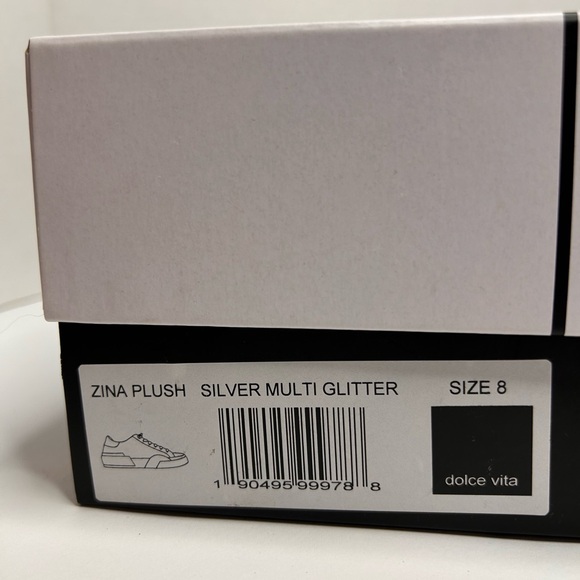 ZINA PLUSH SILVER MULTI GLITTER SIZE 8
1 90495 99978 8
dolce vita